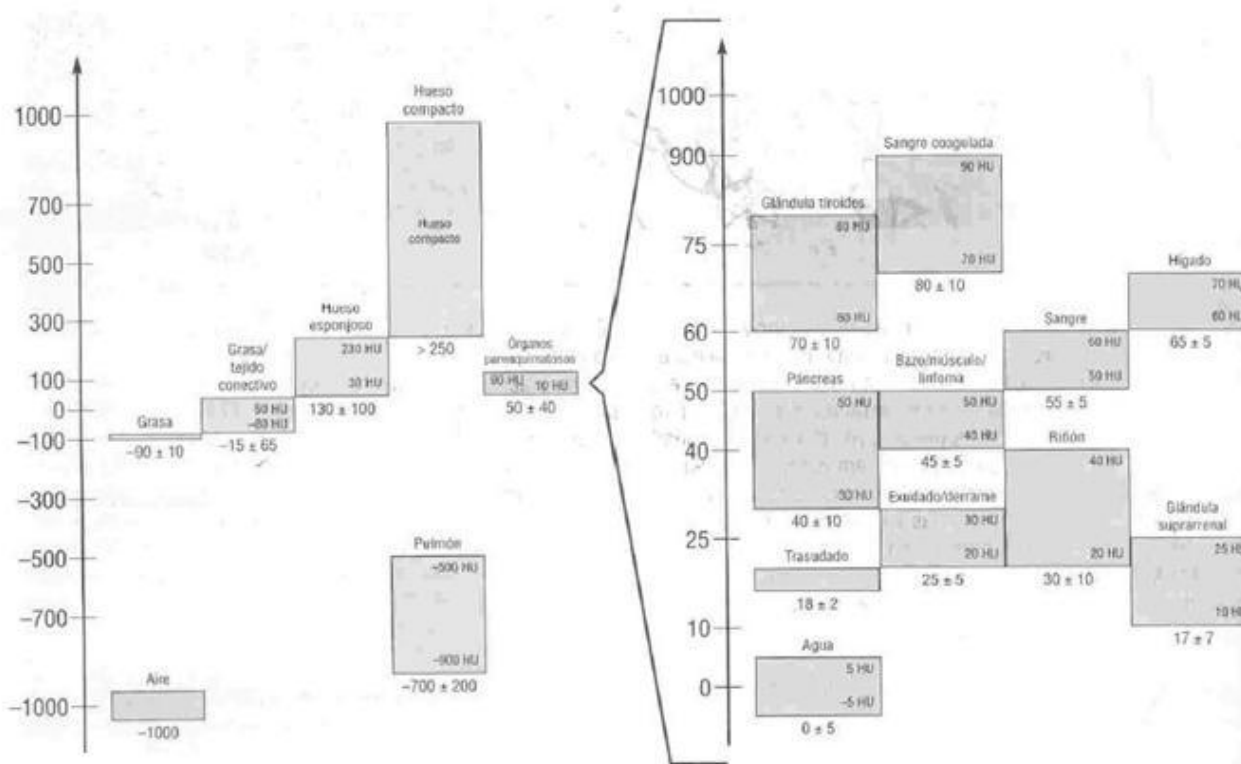 1000
700
500
300
100
0
–100
–300
–500
–700
–1000
Hueso
compacto
Hueso
compacto
> 250
Hueso
esponjoso
230 HU
30 HU
130 ± 100
Grasa/
tejido
conectivo
50 HU
–80 HU
–15 ± 65
Grasa
–90 ± 10
Órganos
parenquimatosos
90 HU
10 HU
50 ± 40
Pulmón
–500 HU
–900 HU
–700 ± 200
Aire
–1000
1000
900
75
60
50
40
25
10
0
Sangre coagulada
90 HU
70 HU
80 ± 10
Glándula tiroides
80 HU
60 HU
70 ± 10
Hígado
70 HU
60 HU
65 ± 5
Sangre
60 HU
50 HU
55 ± 5
Páncreas
50 HU
30 HU
40 ± 10
Bazo/músculo/
linfoma
50 HU
40 HU
45 ± 5
Riñón
40 HU
20 HU
30 ± 10
Exudado/derrame
30 HU
20 HU
25 ± 5
Glándula
suprarrenal
25 HU
10 HU
17 ± 7
Trasudado
18 ± 2
Agua
5 HU
–5 HU
0 ± 5